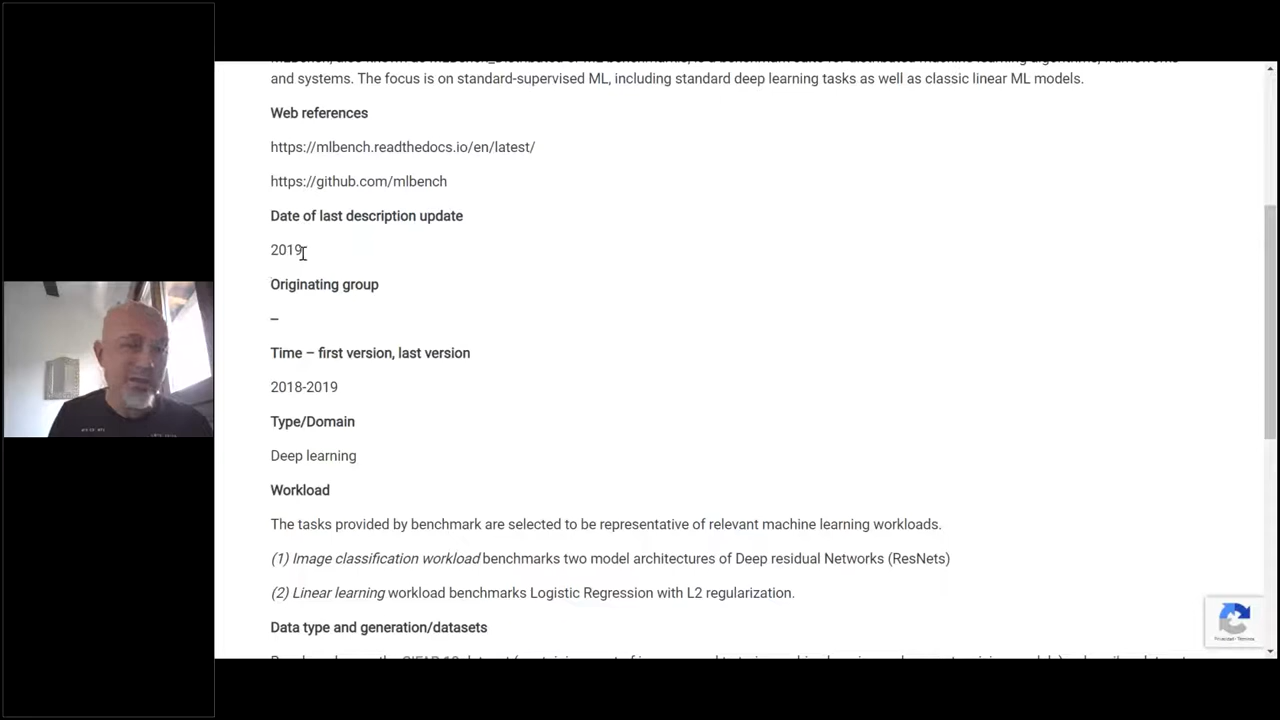 and systems. The focus is on standard-supervised ML, including standard deep learning tasks as well as classic linear ML models.
Web references
https://mlbench.readthedocs.io/en/latest/
https://github.com/mlbench
Date of last description update
2019
Originating group
–
Time – first version, last version
2018-2019
Type/Domain
Deep learning
Workload
The tasks provided by benchmark are selected to be representative of relevant machine learning workloads.
(1) Image classification workload benchmarks two model architectures of Deep residual Networks (ResNets)
(2) Linear learning workload benchmarks Logistic Regression with L2 regularization.
Data type and generation/datasets